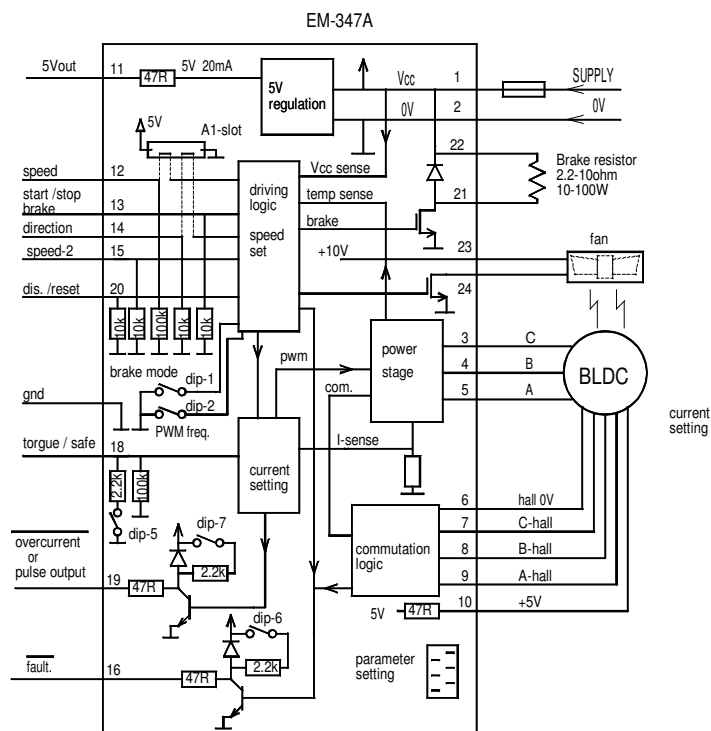 EM-347A
5Vout
11
47R
5V 20mA
5V
regulation
Vcc
1
SUPPLY
0V
2
0V
5V
A1-slot
22
Brake resistor
2.2-10ohm
10-100W
speed
12
driving
logic
speed
set
Vcc sense
temp sense
21
start /stop
brake
13
brake
direction
14
23
fan
speed-2
15
+10V
dis. /reset
20
24
10k
10k
100k
10k
10k
power
stage
3
C
pwm
4
B
BLDC
brake mode
dip-1
com.
5
A
gnd
dip-2
PWM freq.
current
setting
torgue / safe
18
I-sense
current
setting
2.2k
100k
dip-5
6
hall 0V
7
C-hall
commutation
logic
8
B-hall
overcurrent
or
pulse output
dip-7
2.2k
9
A-hall
19
47R
5V
47R
10
+5V
dip-6
2.2k
parameter
setting
fault.
16
47R